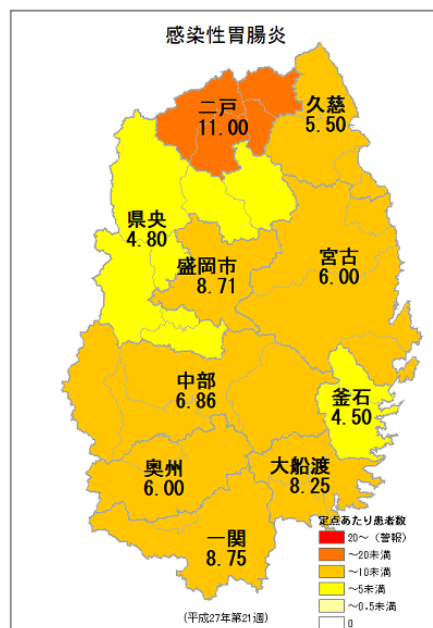 感染性胃腸炎
二戸
11.00
久慈
5.50
県央
4.80
盛岡市
8.71
宮古
6.00
中部
6.86
釜石
4.50
奥州
6.00
大船渡
8.25
一関
8.75
定点あたり患者数
20～（警報）
～20未満
～10未満
～5未満
～0.5未満
0
(平成27年第21週)